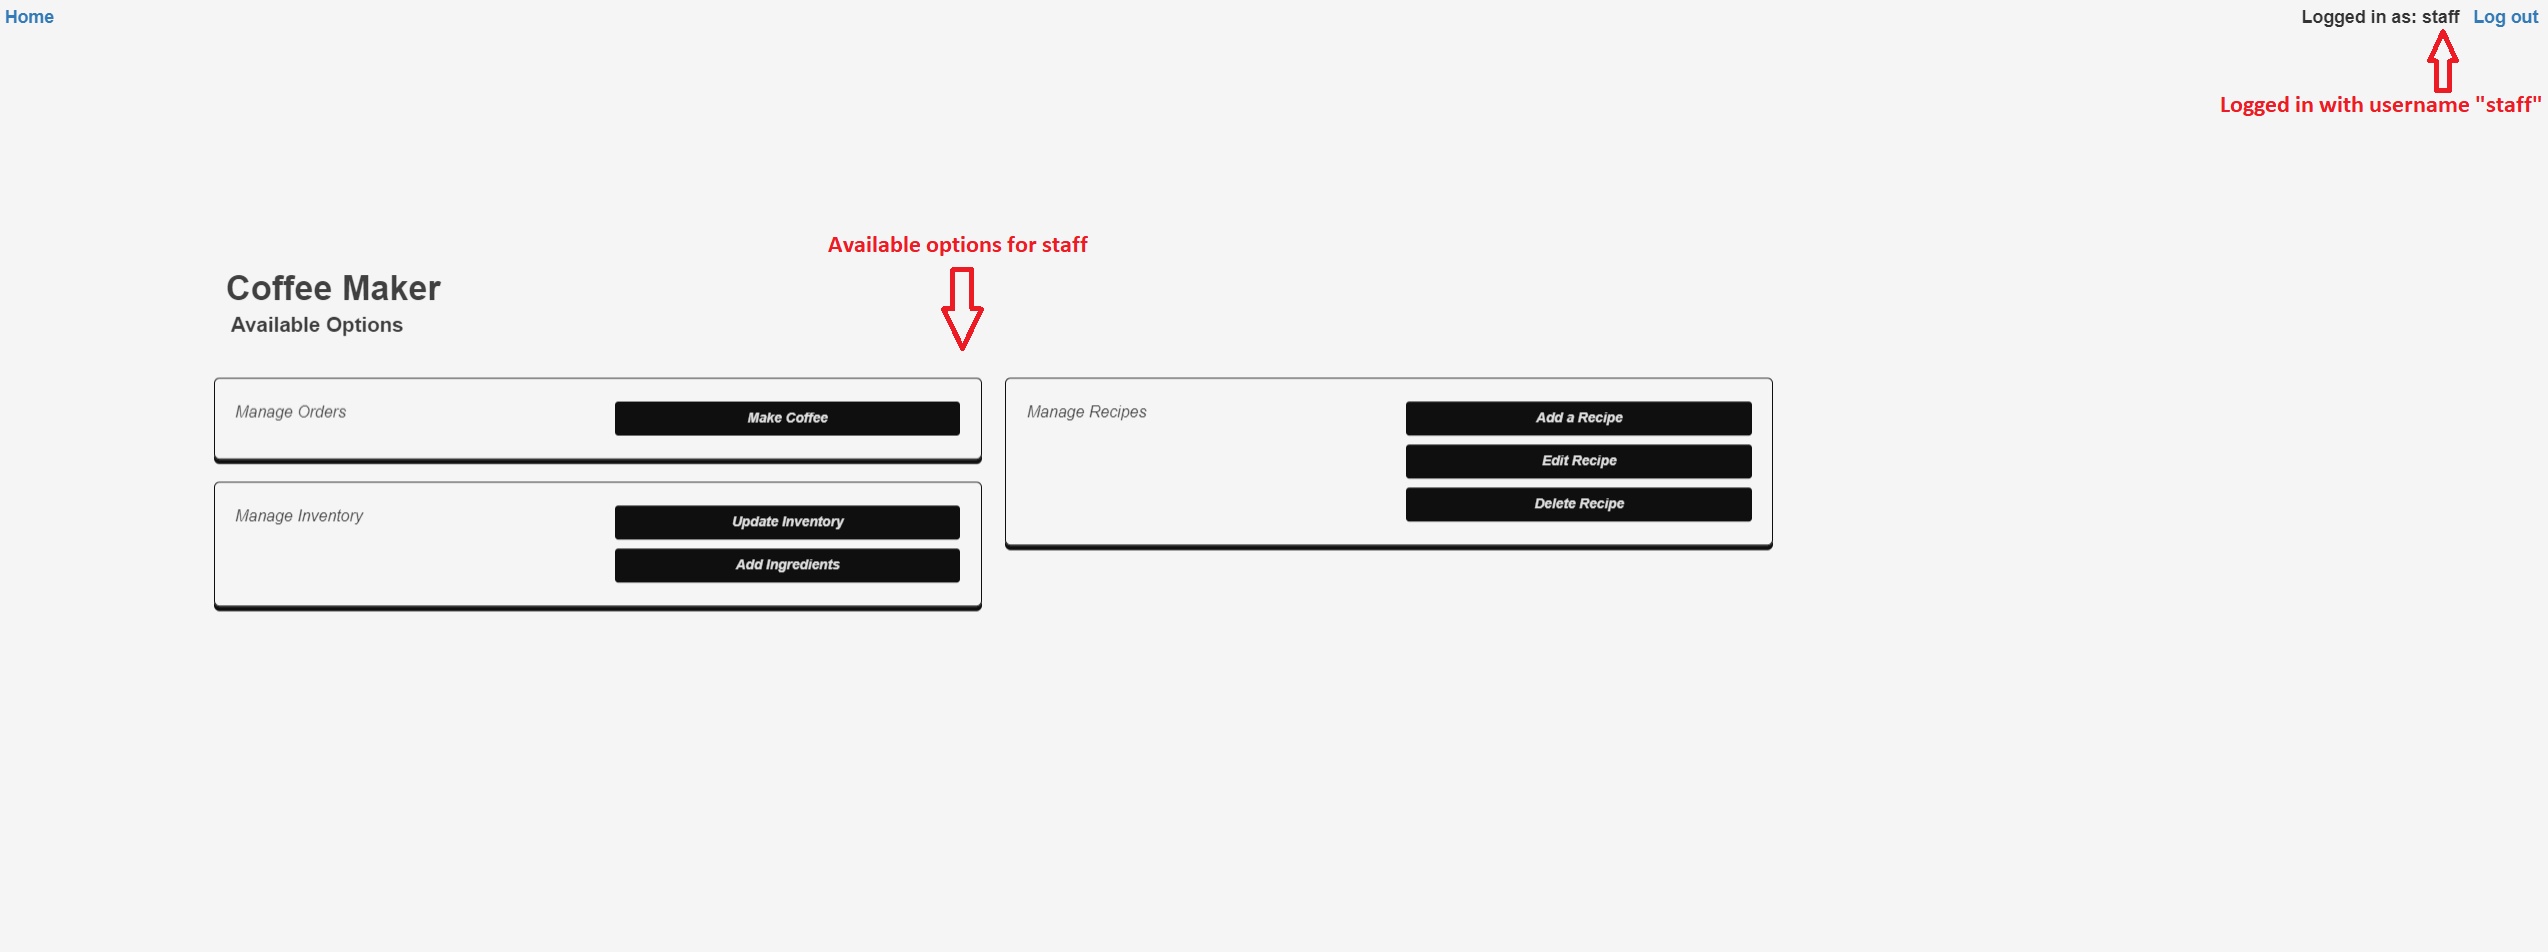 Home
Logged in as: staff Log out
Logged in with username "staff"
Available options for staff
Coffee Maker
Available Options
Manage Orders
Make Coffee
Manage Inventory
Update Inventory
Add Ingredients
Manage Recipes
Add a Recipe
Edit Recipe
Delete Recipe